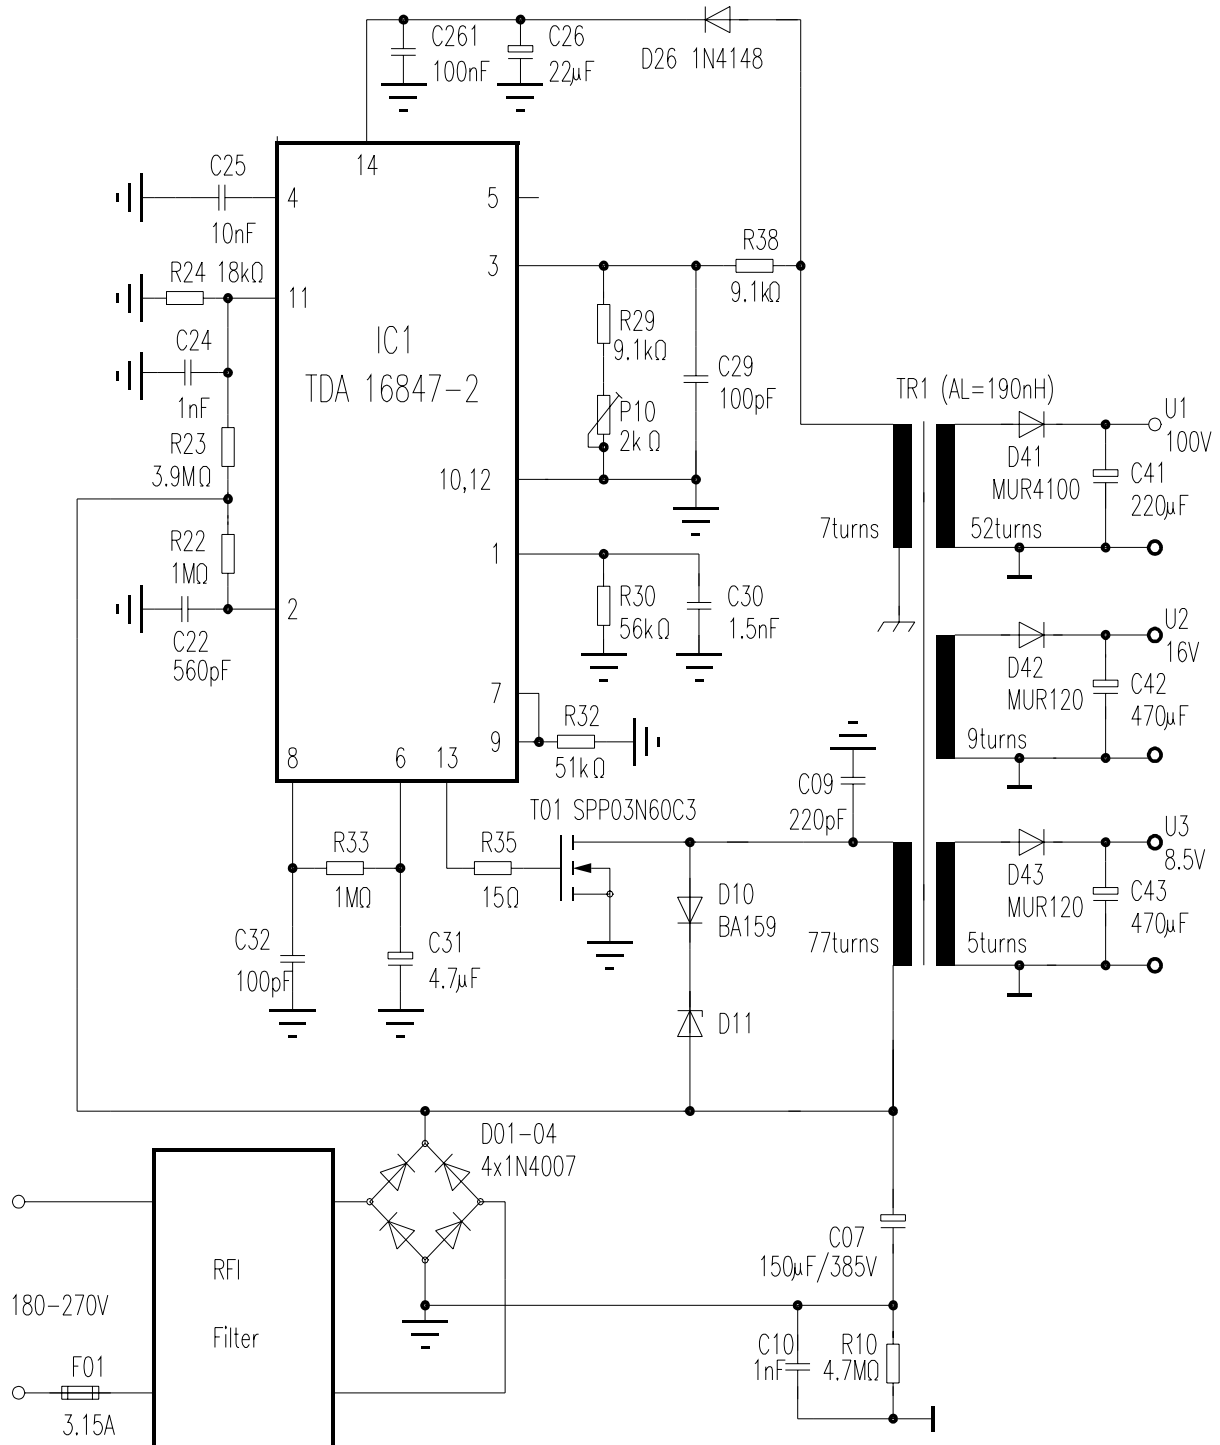 C261
100nF
C26
22µF
D26 1N4148
14
C25
10nF
4
5
R24 18kΩ
11
3
R38
9.1kΩ
IC1
TDA 16847-2
C24
1nF
R29
9.1kΩ
C29
100pF
P10
2kΩ
R23
3.9MΩ
10,12
TR1 (AL=190nH)
U1
100V
D41
MUR4100
C41
220µF
7turns
52turns
R22
1MΩ
1
2
C22
560pF
R30
56kΩ
C30
1.5nF
U2
16V
D42
MUR120
C42
470µF
9turns
7
9
R32
51kΩ
8
6
13
C09
220pF
T01 SPP03N60C3
R33
1MΩ
R35
15Ω
U3
8.5V
D43
MUR120
C43
470µF
D10
BA159
77turns
5turns
C32
100pF
C31
4.7µF
D11
D01-04
4x1N4007
RFI
Filter
180-270V
F01
3.15A
C07
150µF/385V
C10
1nF
R10
4.7MΩ